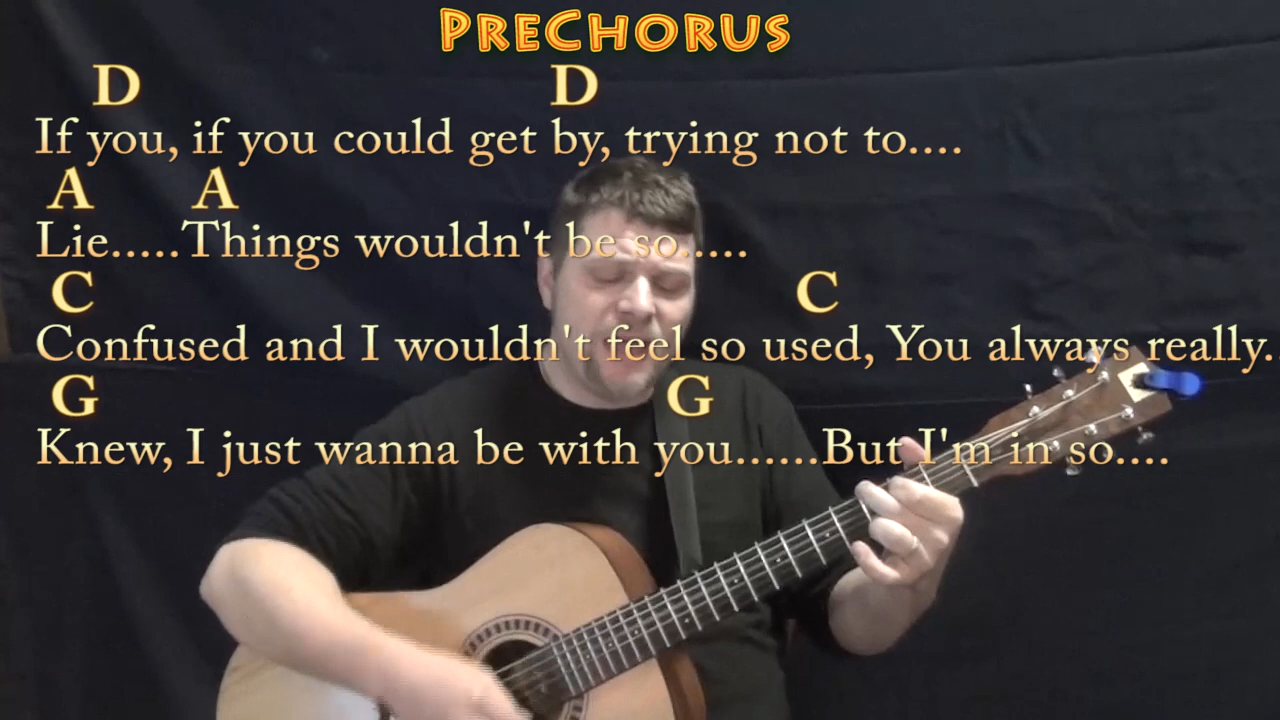 PreChorus
D D
If you, if you could get by, trying not to....
A A
Lie.....Things wouldn't be so.....
C C
Confused and I wouldn't feel so used, You always really.
G G
Knew, I just wanna be with you......But I'm in so....